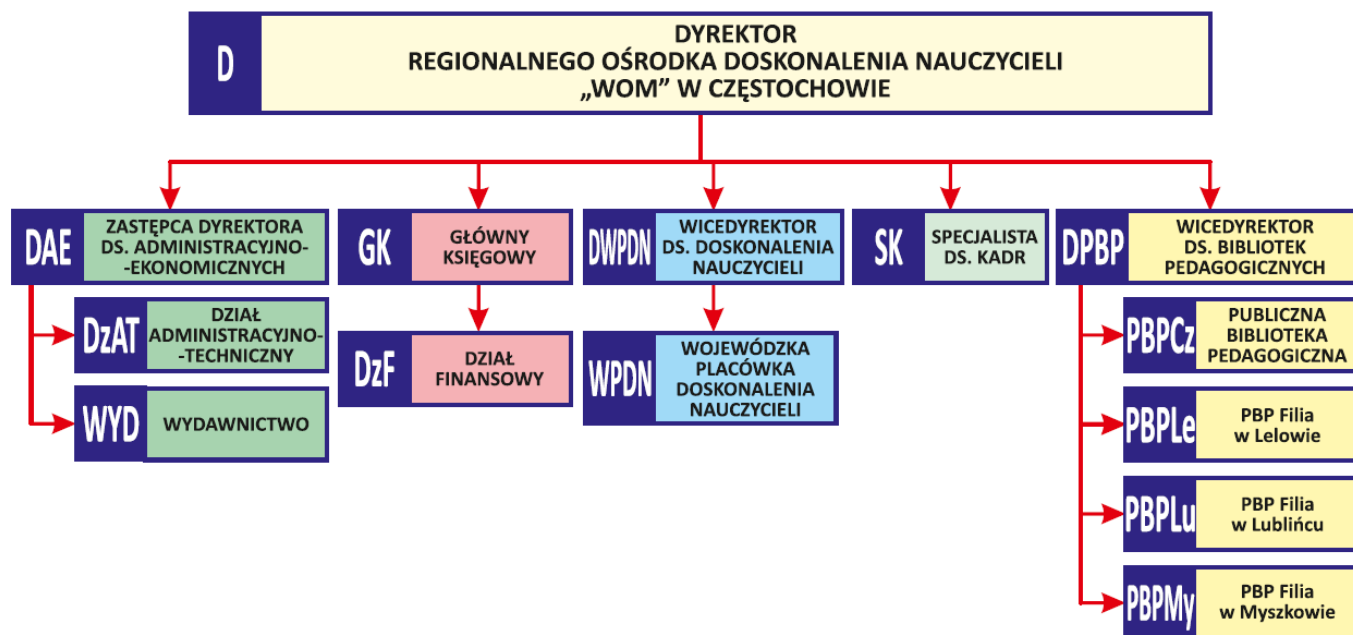 D
DYREKTOR
REGIONALNEGO OŚRODKA DOSKONALENIA NAUCZYCIELI
„WOM” W CZĘSTOCHOWIE
DAE
ZASTĘPCA DYREKTORA
DS. ADMINISTRACYJNO-
-EKONOMICZNYCH
GK
GŁÓWNY
KSIĘGOWY
DWPDN
WICEDYREKTOR
DS. DOSKONALENIA
NAUCZYCIELI
SK
SPECJALISTA
DS. KADR
DPBP
WICEDYREKTOR
DS. BIBLIOTEK
PEDAGOGICZNYCH
DzAT
DZIAŁ
ADMINISTRACYJNO-
-TECHNICZNY
WYD
WYDAWNICTWO
DzF
DZIAŁ
FINANSOWY
WPDN
WOJEWÓDZKA
PLACÓWKA
DOSKONALENIA
NAUCZYCIELI
PBPCz
PUBLICZNA
BIBLIOTEKA
PEDAGOGICZNA
PBPLe
PBP Filia
w Lelowie
PBPLu
PBP Filia
w Lublińcu
PBPMy
PBP Filia
w Myszkowie